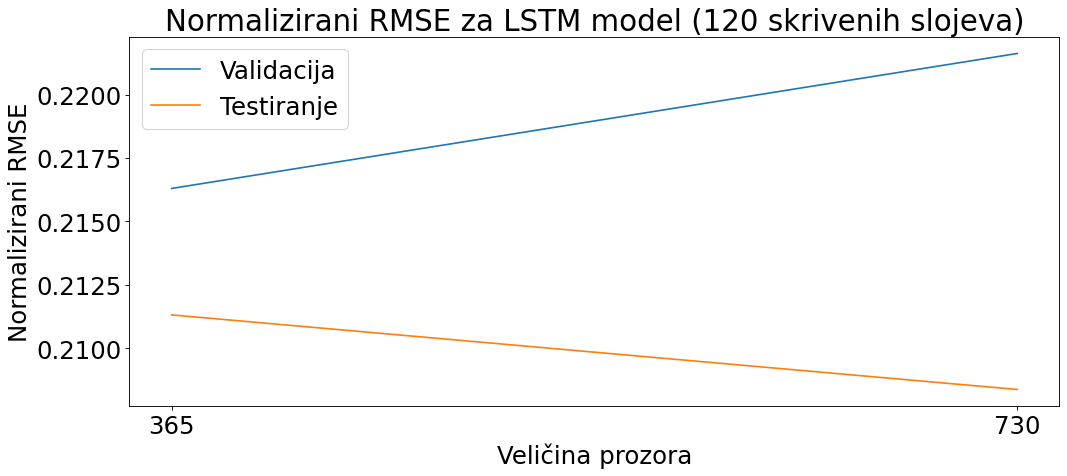 Normalizirani RMSE za LSTM model (120 skrivenih slojeva)
Validacija
Testiranje
0.2200
0.2175
0.2150
0.2125
0.2100
Normalizirani RMSE
365
730
Veličina prozora